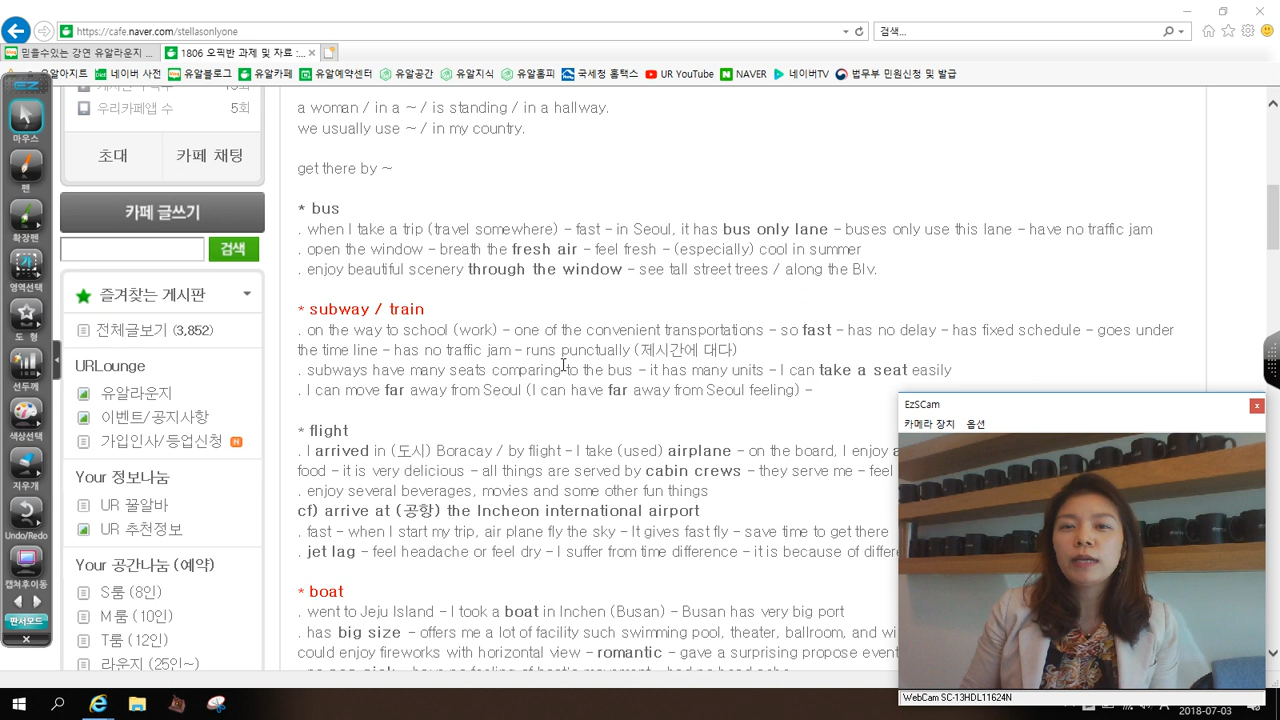 https://cafe.naver.com/stellasonlyone
검색...
믿을수있는 강연 유알라운지 ...
1806 오픽반 과제 및 자료 :...
유알아지트
네이버 사전
유알블로그
유알카페
유알예약센터
유알공간
유알에듀
유알홈피
국세청 홈택스
UR YouTube
NAVER
네이버TV
법무부 민원신청 및 발급
마우스
펜
확장펜
영역선택
도 형
선두께
색상선택
지우개
Undo/Redo
캡쳐후이동
판서모드
우리카페앱 수 5회
초대 카페 채팅
카페 글쓰기
검색
즐겨찾는 게시판
전체글보기 (3,852)
URLounge
유알라운지
이벤트/공지사항
가입인사/등업신청 N
Your 정보나눔
UR 꿀알바
UR 추천정보
Your 공간나눔 (예약)
S룸 (8인)
M룸 (10인)
T룸 (12인)
라운지 (25인~)
a woman / in a ~ / is standing / in a hallway.
we usually use ~ / in my country.
get there by ~
* bus
. when I take a trip (travel somewhere) - fast - in Seoul, it has bus only lane - buses only use this lane - have no traffic jam
. open the window - breath the fresh air - feel fresh - (especially) cool in summer
. enjoy beautiful scenery through the window - see tall street trees / along the Blv.
* subway / train
. on the way to school (work) - one of the convenient transportations - so fast - has no delay - has fixed schedule - goes under
the time line - has no traffic jam - runs punctually (제시간에 대다)
. subways have many seats comparing to the bus - it has many units - I can take a seat easily
. I can move far away from Seoul (I can have far away from Seoul feeling) -
* flight
. I arrived in (도시) Boracay / by flight - I take (used) airplane - on the board, I enjoy
food - it is very delicious - all things are served by cabin crews - they serve me - feel
. enjoy several beverages, movies and some other fun things
cf) arrive at (공항) the Incheon international airport
. fast - when I start my trip, air plane fly the sky - It gives fast fly - save time to get there
. jet lag - feel headache or feel dry - I suffer from time difference - it is because of
* boat
. went to Jeju Island - I took a boat in Inchen (Busan) - Busan has very big port
. has big size - offers me a lot of facility such swimming pool, theater, ballroom, and
could enjoy fireworks with horizontal view - romantic - gave a surprising propose event
EzSCam
카메라 장치 옵션
WebCam SC-13HDL11624N
2018-07-03